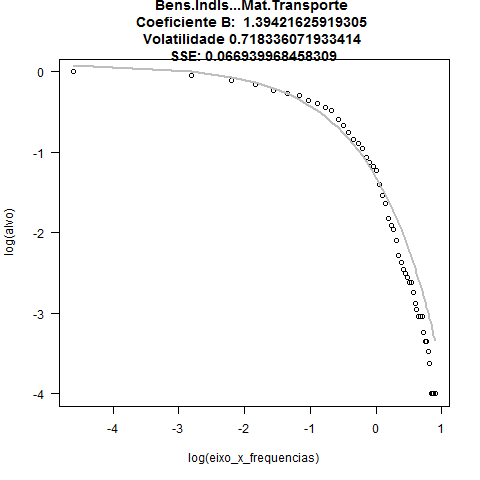 Bens.Indls...Mat.Transporte
Coeficiente B:  1.39421625919305
Volatilidade 0.718336071933414
SSE: 0.066939968458309
0
-1
-2
-3
-4
log(alvo)
-4
-3
-2
-1
0
1
log(eixo_x_frequencias)